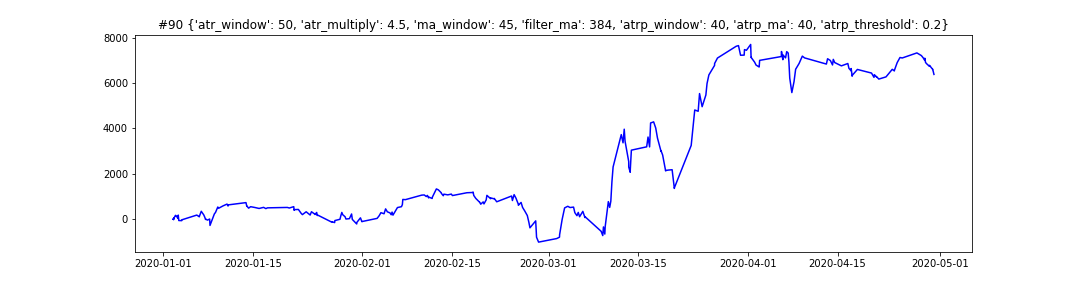 #90 {'atr_window': 50, 'atr_multiply': 4.5, 'ma_window': 45, 'filter_ma': 384, 'atrp_window': 40, 'atrp_ma': 40, 'atrp_threshold': 0.2}
8000
6000
4000
2000
0
2020-01-01 2020-01-15 2020-02-01 2020-02-15 2020-03-01 2020-03-15 2020-04-01 2020-04-15 2020-05-01